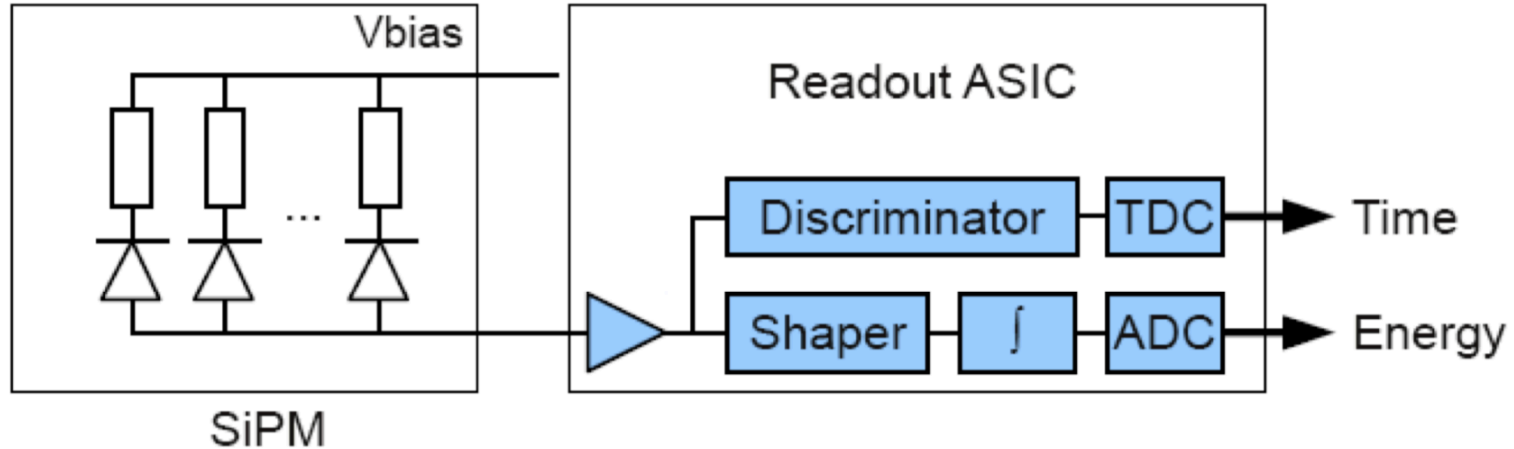 Vbias
Readout ASIC
...
Discriminator
TDC
Time
Shaper
∫
ADC
Energy
SiPM